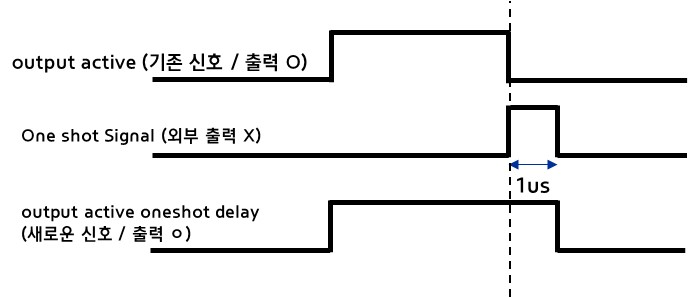 output active (기존 신호 / 출력 O)
One shot Signal (외부 출력 X)
1us
output active oneshot delay
(새로운 신호 / 출력 ㅇ)